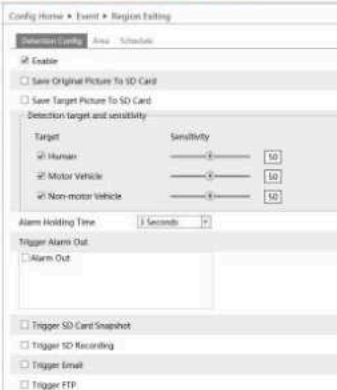 Config Home ▸ Event ▸ Region Exiting
Detection Config Area Schedule
Enable
Save Original Picture To SD Card
Save Target Picture To SD Card
Detection target and sensitivity
Target Sensitivity
Human 50
Motor Vehicle 50
Non-motor Vehicle 50
Alarm Holding Time 3 Seconds
Trigger Alarm Out
Alarm Out
Trigger SD Card Snapshot
Trigger SD Recording
Trigger Email
Trigger FTP